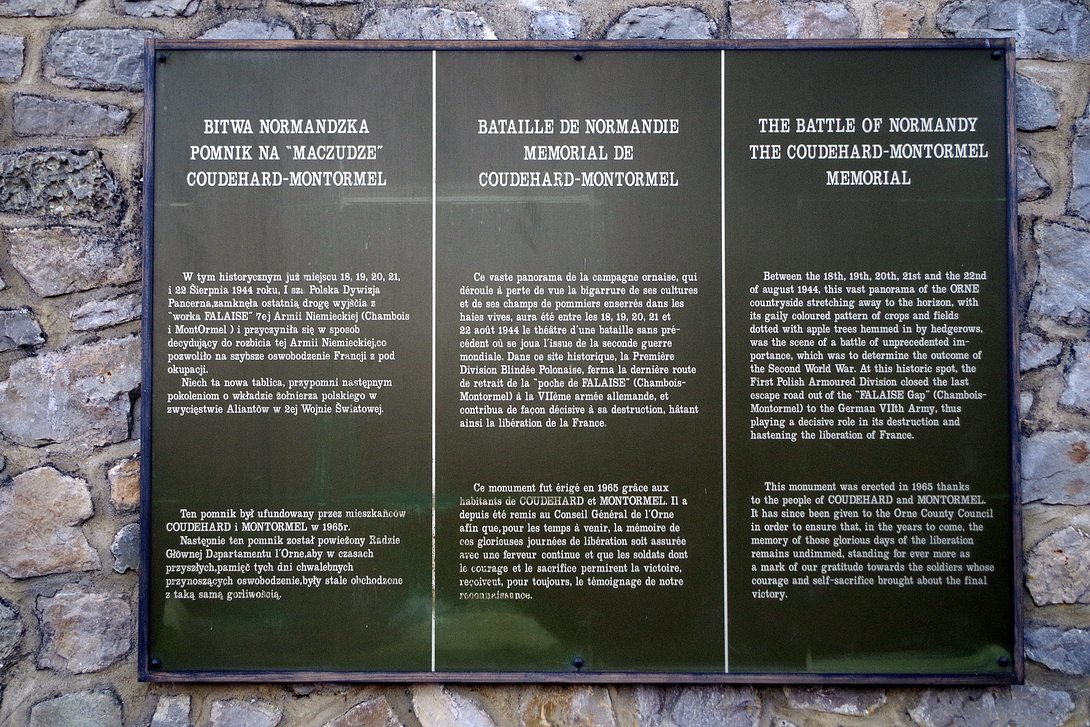 BITWA NORMANDZKA
POMNIK NA "MACZUDZE"
COUDEHARD-MONTORMEL
W tym historycznym już miejscu 18, 19, 20, 21,
i 22 Sierpnia 1944 roku, I sza Polska Dywizja
Pancerna,zamknęła ostatnią drogę wyjścia z
"worka FALAISE" 7ej Armii Niemieckiej (Chambois
i MontOrmel ) i przyczyniła się w sposób
decydujący do rozbicia tej Armii Niemieckiej,co
pozwoliło na szybsze oswobodzenie Francji z pod
okupacji.
Niech ta nowa tablica, przypomni następnym
pokoleniom o wkładzie żołnierza polskiego w
zwycięstwie Aliantów w 2ej Wojnie Światowej.
Ten pomnik był ufundowany przez mieszkańców
COUDEHARD i MONTORMEL w 1965r.
Następnie ten pomnik został powieżony Radzie
Głównej Departamentu l'Orne,aby w czasach
przyszłych,pamięć tych dni chwalebnych
przynoszących oswobodzenie,były stale obchodzone
z taką samą gorliwością.
BATAILLE DE NORMANDIE
MEMORIAL DE
COUDEHARD-MONTORMEL
Ce vaste panorama de la campagne ornaise, qui
déroule à perte de vue la bigarrure de ses cultures
et de ses champs de pommiers enserrés dans les
haies vives, aura été entre les 18, 19, 20, 21 et
22 août 1944 le théâtre d'une bataille sans pré-
cédent où se joua l'issue de la seconde guerre
mondiale. Dans ce site historique, la Première
Division Blindée Polonaise, ferma la dernière route
de retrait de la "poche de FALAISE" (Chambois-
Montormel) à la VIIème armée allemande, et
contribua de façon décisive à sa destruction, hâtant
ainsi la libération de la France.
Ce monument fut érigé en 1965 grâce aux
habitants de COUDEHARD et MONTORMEL. Il a
depuis été remis au Conseil Général de l'Orne
afin que,pour les temps à venir, la mémoire de
ces glorieuses journées de libération soit assurée
avec une ferveur continue et que les soldats dont
le courage et le sacrifice permirent la victoire,
reçoivent, pour toujours, le témoignage de notre
reconnaissance.
THE BATTLE OF NORMANDY
THE COUDEHARD-MONTORMEL
MEMORIAL
Between the 18th, 19th, 20th, 21st and the 22nd
of august 1944, this vast panorama of the ORNE
countryside stretching away to the horizon, with
its gaily coloured pattern of crops and fields
dotted with apple trees hemmed in by hedgerows,
was the scene of a battle of unprecedented im-
portance, which was to determine the outcome of
the Second World War. At this historic spot, the
First Polish Armoured Division closed the last
escape road out of the "FALAISE Gap" (Chambois-
Montormel) to the German VIIth Army, thus
playing a decisive role in its destruction and
hastening the liberation of France.
This monument was erected in 1965 thanks
to the people of COUDEHARD and MONTORMEL.
It has since been given to the Orne County Council
in order to ensure that, in the years to come, the
memory of those glorious days of the liberation
remains undimmed, standing for ever more as
a mark of our gratitude towards the soldiers whose
courage and self-sacrifice brought about the final
victory.